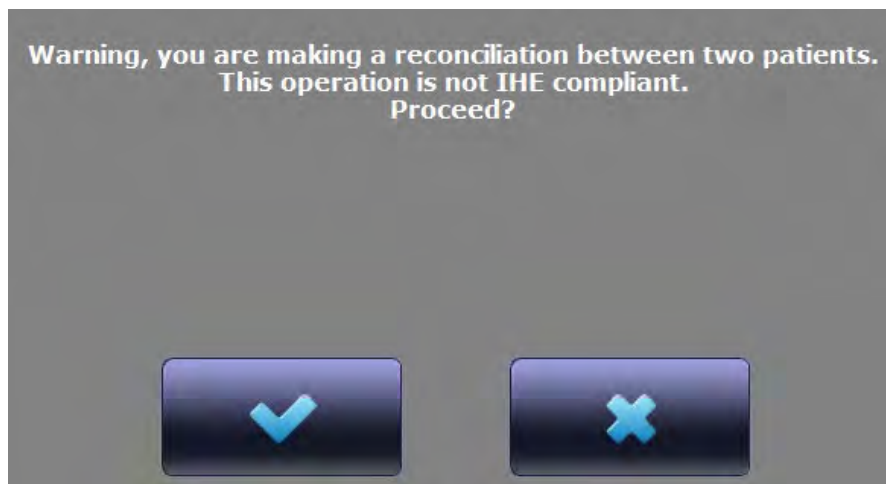 Warning, you are making a reconciliation between two patients.
This operation is not IHE compliant.
Proceed?